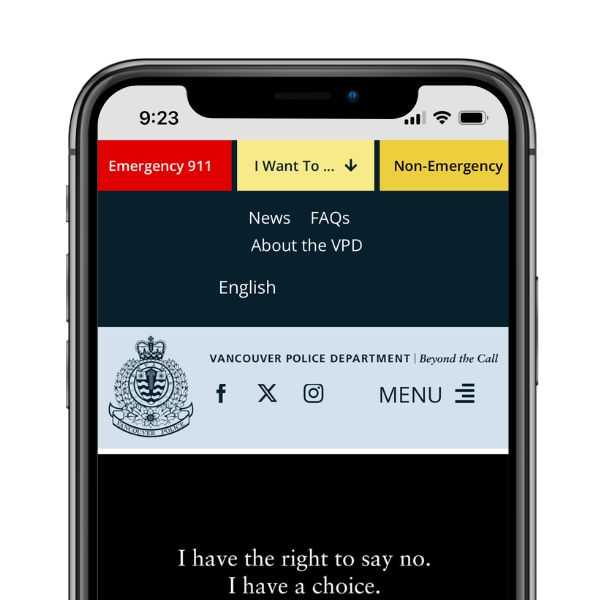 9:23
Emergency 911 I Want To ... Non-Emergency
News FAQs
About the VPD
English
VANCOUVER POLICE DEPARTMENT | Beyond the Call
MENU
VANCOUVER POLICE
I have the right to say no.
I have a choice.